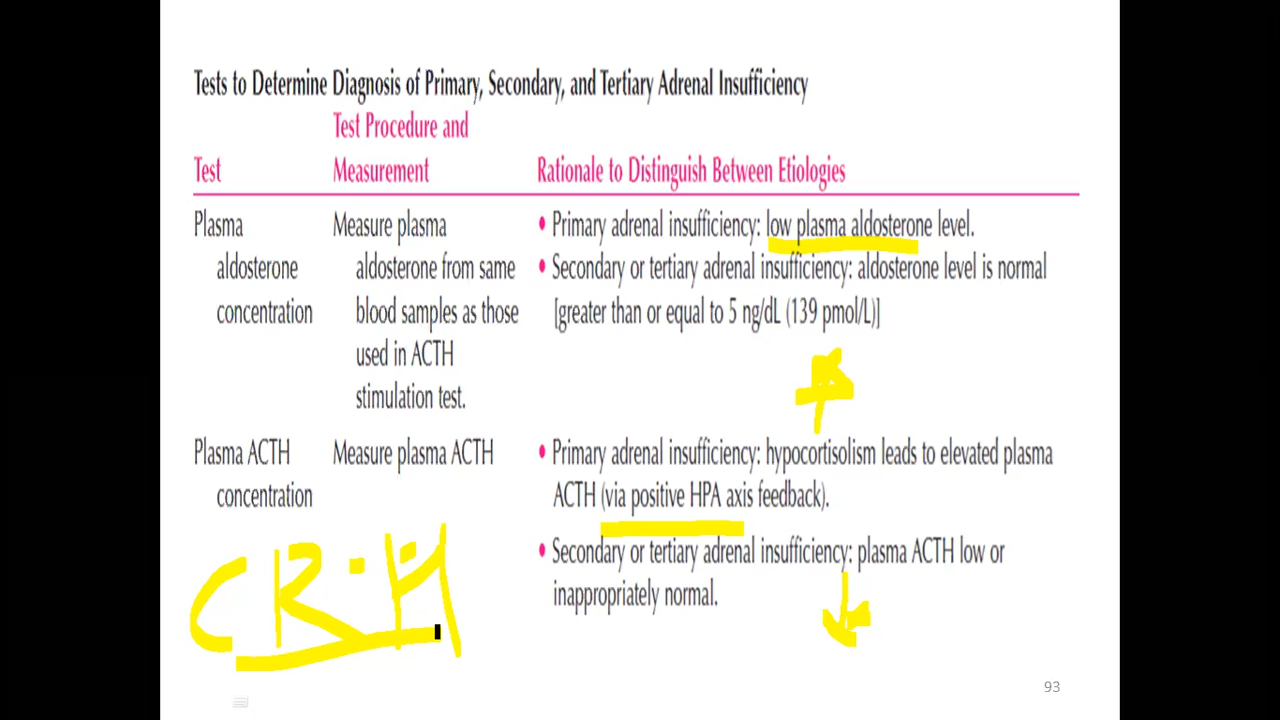 Tests to Determine Diagnosis of Primary, Secondary, and Tertiary Adrenal Insufficiency
Test Procedure and
Test Measurement Rationale to Distinguish Between Etiologies
Plasma Measure plasma • Primary adrenal insufficiency: low plasma aldosterone level.
aldosterone aldosterone from same • Secondary or tertiary adrenal insufficiency: aldosterone level is normal
concentration blood samples as those [greater than or equal to 5 ng/dL (139 pmol/L)]
used in ACTH
stimulation test.
Plasma ACTH Measure plasma ACTH • Primary adrenal insufficiency: hypocortisolism leads to elevated plasma
concentration ACTH (via positive HPA axis feedback).
• Secondary or tertiary adrenal insufficiency: plasma ACTH low or
inappropriately normal.
CRH
93